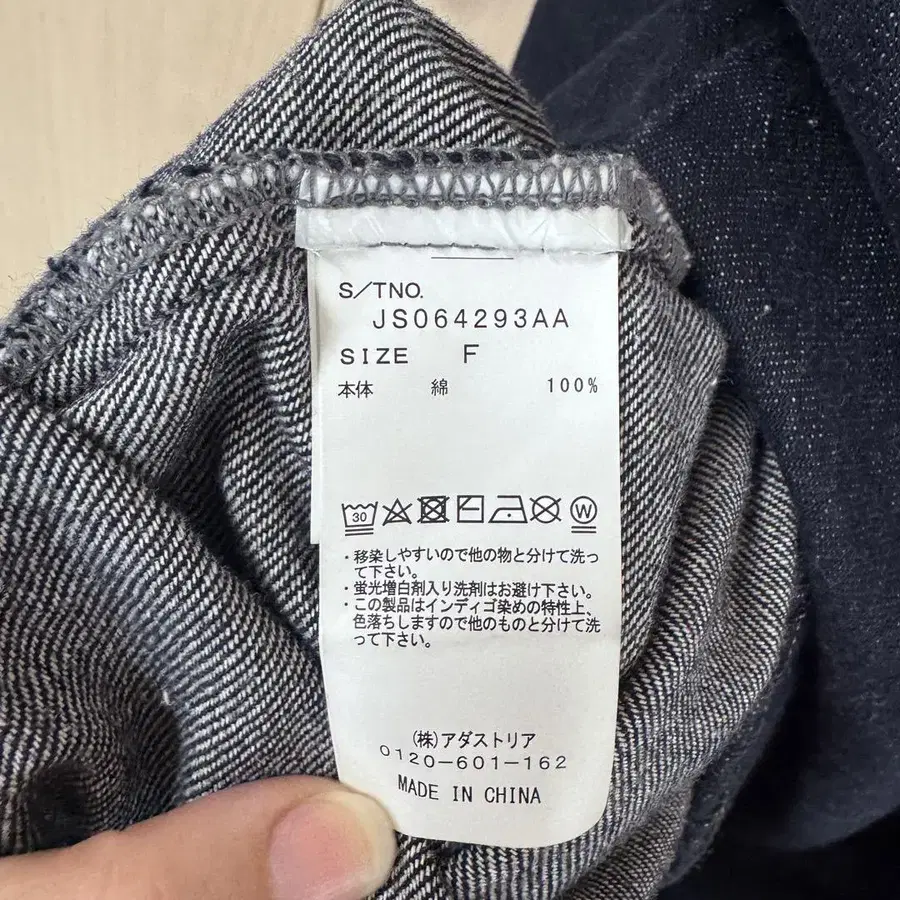 S/TNO.
JS064293AA
SIZE F
本体 綿 100%
30 W
・移染しやすいので他の物と分けて洗っ
て下さい。
・蛍光増白剤入り洗剤はお避け下さい。
・この製品はインディゴ染めの特性上、
色落ちしますので他のものと分けて洗
って下さい。
(株)アダストリア
0120-601-162
MADE IN CHINA